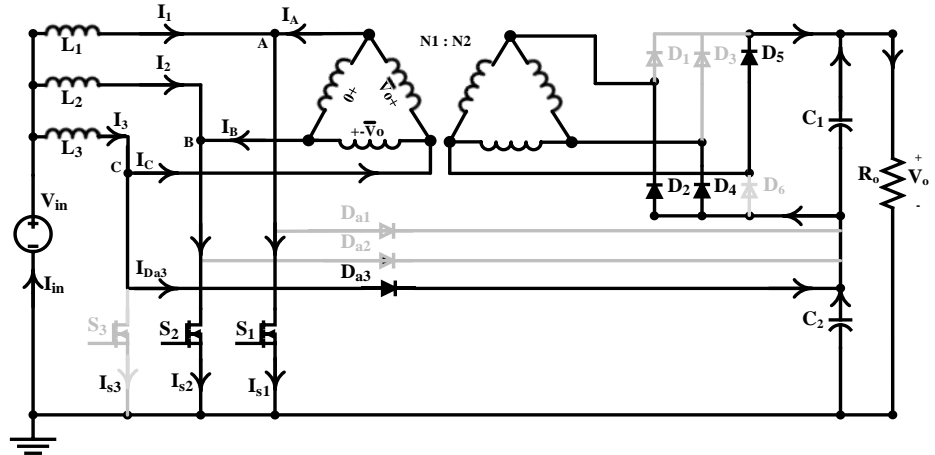 I1
IA
L1
A
N1 : N2
D1
D3
D5
I2
L2
0+
Vo+
C1
I3
IB
B
+-Vo
L3
C
IC
Ro
+
Vo
-
Vin
+
-
D2
D4
D6
Da1
Da2
Iin
IDa3
Da3
C2
S3
S2
S1
Is3
Is2
Is1